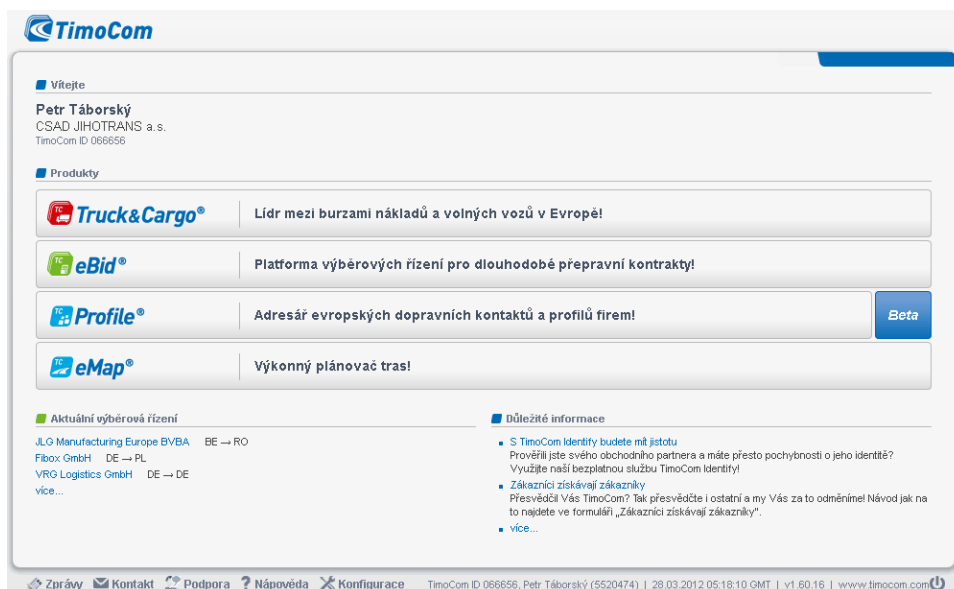 TimoCom
Vítejte
Petr Táborský
CSAD JIHOTRANS a.s.
TimoCom ID 066656
Produkty
TC Truck&Cargo® Lídr mezi burzami nákladů a volných vozů v Evropě!
TC eBid® Platforma výběrových řízení pro dlouhodobé přepravní kontrakty!
TC Profile® Adresář evropských dopravních kontaktů a profilů firem! Beta
TC eMap® Výkonný plánovač tras!
Aktuální výběrová řízení
JLG Manufacturing Europe BVBA BE → RO
Fibox GmbH DE → PL
VRG Logistics GmbH DE → DE
více...
Důležité informace
S TimoCom Identify budete mít jistotu
Prověřili jste svého obchodního partnera a máte přesto pochybnosti o jeho identitě?
Využijte naší bezplatnou službu TimoCom Identify!
Zákazníci získávají zákazníky
Přesvědčil Vás TimoCom? Tak přesvědčte i ostatní a my Vás za to odměníme! Návod jak na
to najdete ve formuláři „Zákazníci získávají zákazníky".
více...
Zprávy Kontakt Podpora Nápověda Konfigurace TimoCom ID 066656, Petr Táborský (5520474) | 28.03.2012 05:18:10 GMT | v1.60.16 | www.timocom.com